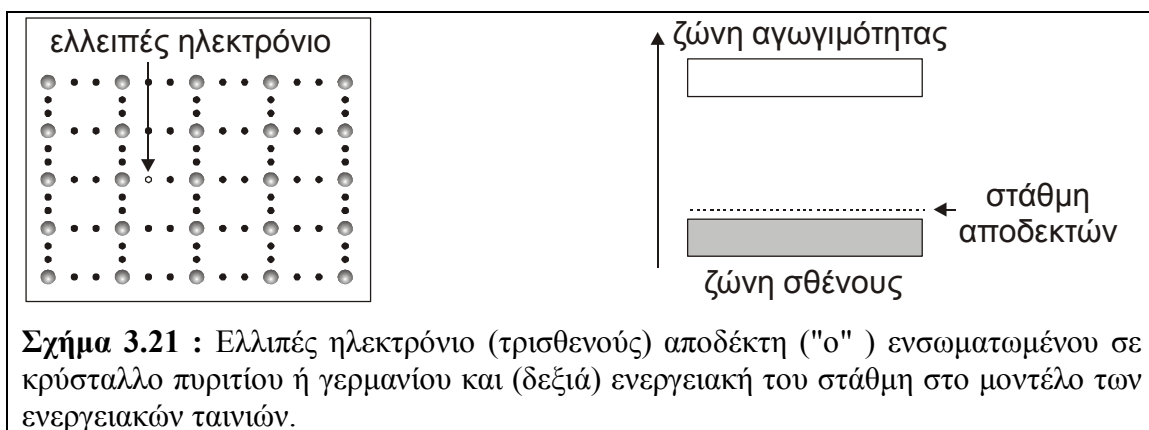 ελλειπές ηλεκτρόνιο
ζώνη αγωγιμότητας
στάθμη
αποδεκτών
ζώνη σθένους
Σχήμα 3.21 : Ελλιπές ηλεκτρόνιο (τρισθενούς) αποδέκτη ("ο" ) ενσωματωμένου σε
κρύσταλλο πυριτίου ή γερμανίου και (δεξιά) ενεργειακή του στάθμη στο μοντέλο των
ενεργειακών ταινιών.